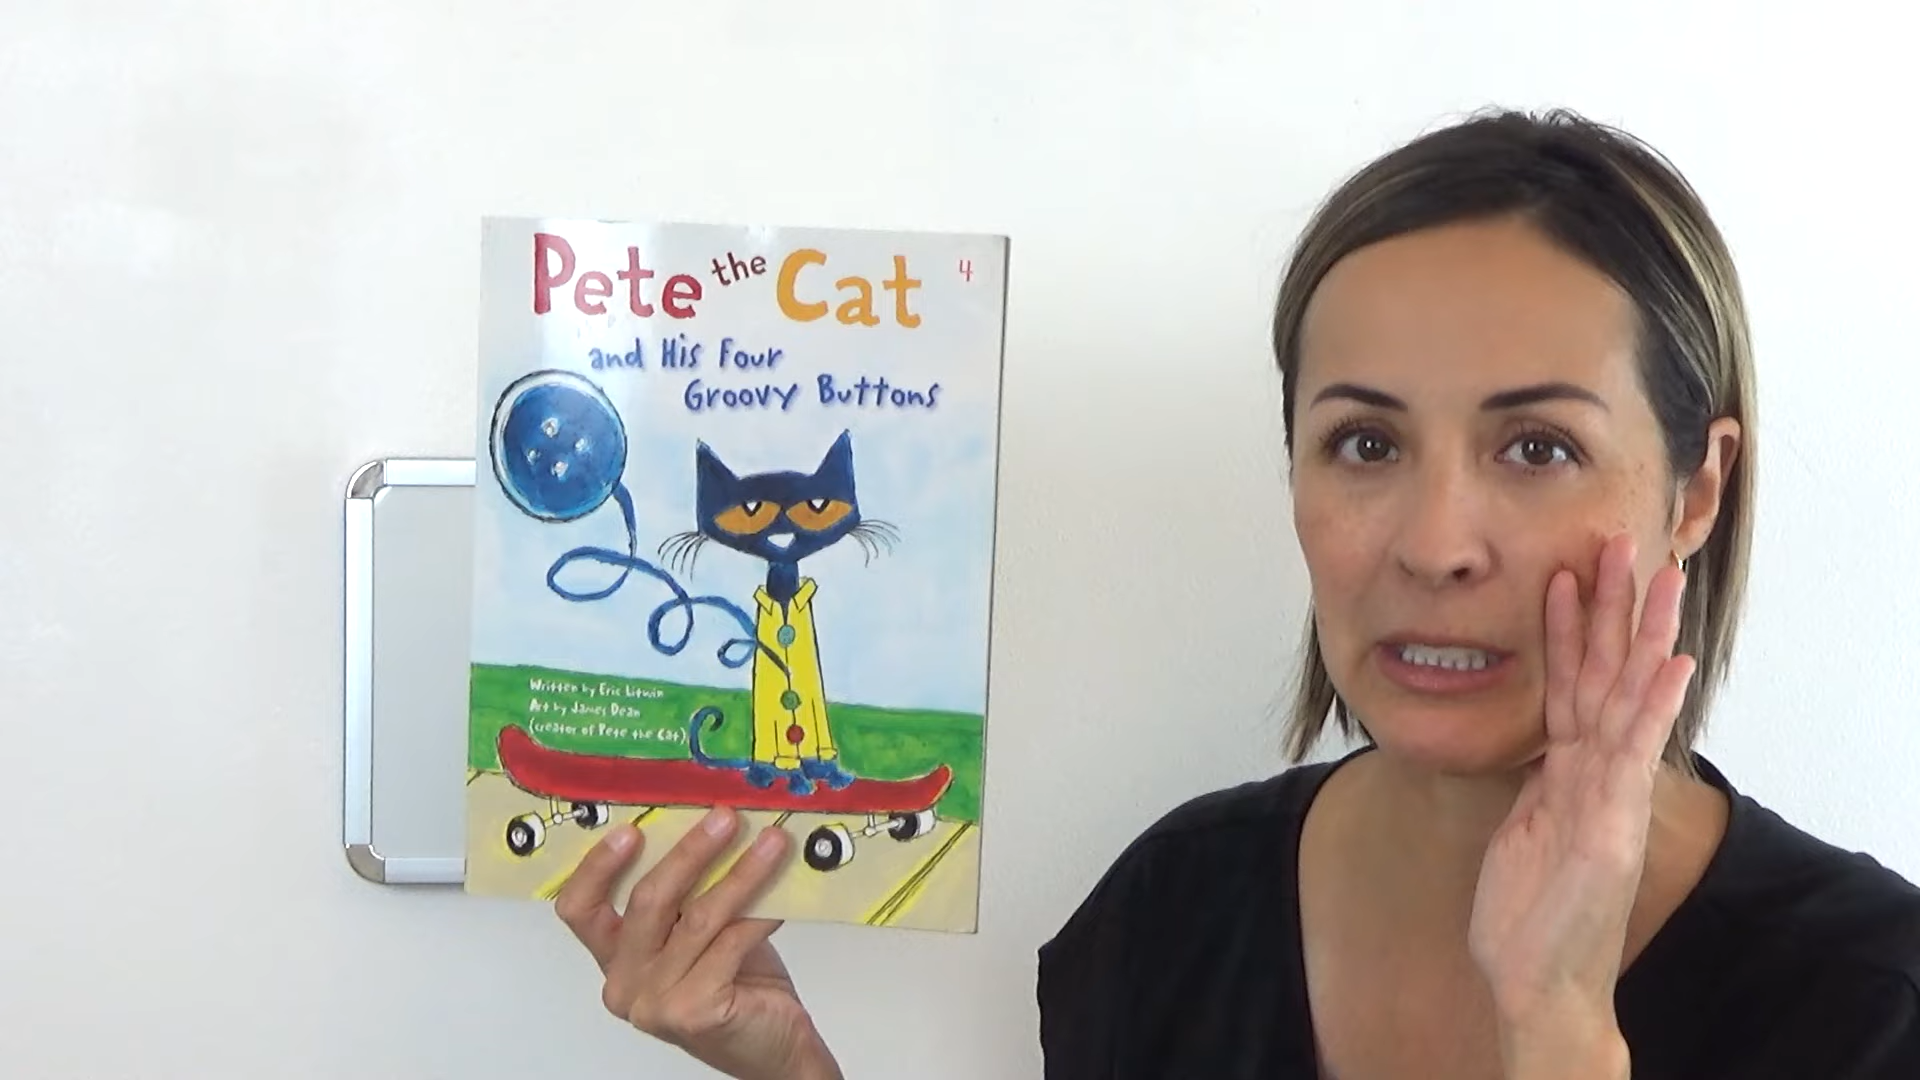 Pete the Cat
4
and His Four
Groovy Buttons
Written by Eric Litwin
Art by James Dean
(creator of Pete the Cat)